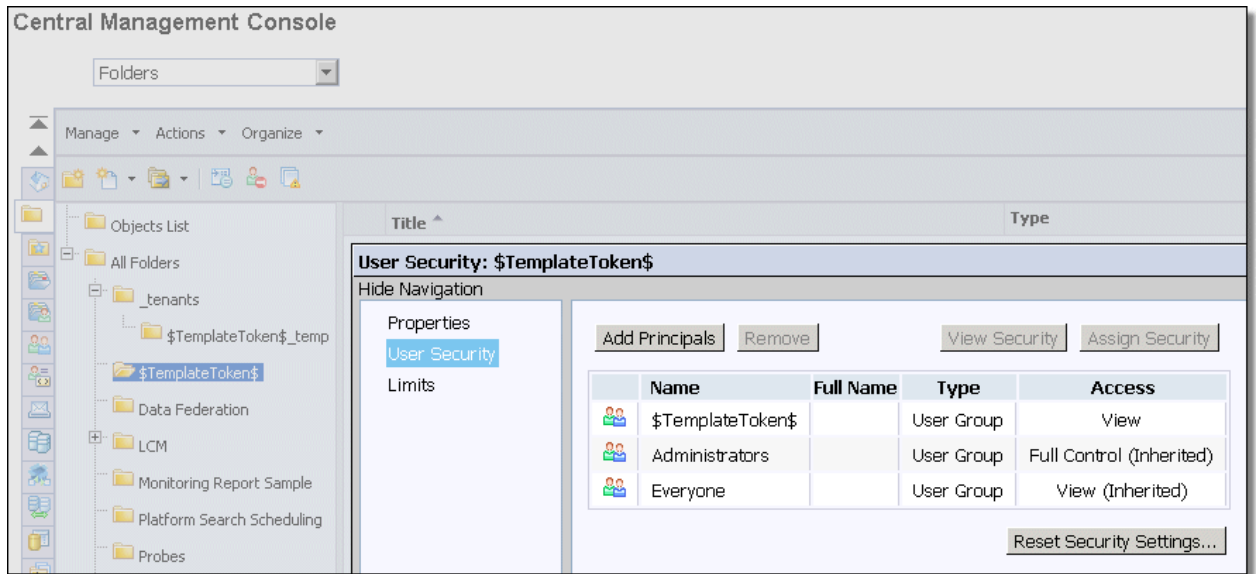 Central Management Console
Folders
Manage Actions Organize
Title Type
Objects List
All Folders
_tenants
$TemplateToken$_temp
$TemplateToken$
Data Federation
LCM
Monitoring Report Sample
Platform Search Scheduling
Probes
User Security: $TemplateToken$
Hide Navigation
Properties
User Security
Limits
Add Principals Remove View Security Assign Security
Name Full Name Type Access
$TemplateToken$ User Group View
Administrators User Group Full Control (Inherited)
Everyone User Group View (Inherited)
Reset Security Settings...